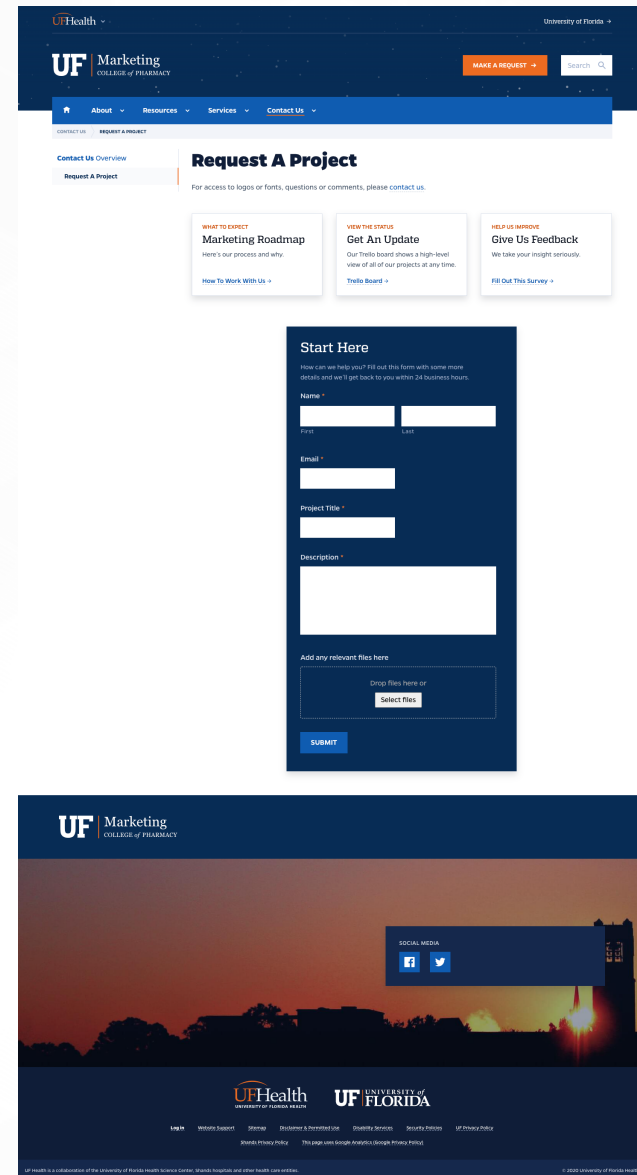 UFHealth
University of Florida →
UF Marketing
COLLEGE of PHARMACY
MAKE A REQUEST →
Search
About
Resources
Services
Contact Us
CONTACT US
REQUEST A PROJECT
Contact Us Overview
Request A Project
Request A Project
For access to logos or fonts, questions or comments, please contact us.
WHAT TO EXPECT
Marketing Roadmap
Here's our process and why.
How To Work With Us →
VIEW THE STATUS
Get An Update
Our Trello board shows a high-level
view of all of our projects at any time.
Trello Board →
HELP US IMPROVE
Give Us Feedback
We take your insight seriously.
Fill Out This Survey →
Start Here
How can we help you? Fill out this form with some more
details and we'll get back to you within 24 business hours.
Name *
First
Last
Email *
Project Title *
Description *
Add any relevant files here
Drop files here or
Select files
SUBMIT
UF Marketing
COLLEGE of PHARMACY
SOCIAL MEDIA
UFHealth
UNIVERSITY OF FLORIDA HEALTH
UF UNIVERSITY of
FLORIDA
Log in
Website Support
Sitemap
Disclaimer & Permitted Use
Disability Services
Security Policies
UF Privacy Policy
Shands Privacy Policy
This page uses Google Analytics (Google Privacy Policy)
UF Health is a collaboration of the University of Florida Health Science Center, Shands hospitals and other health care entities.
© 2020 University of Florida Health